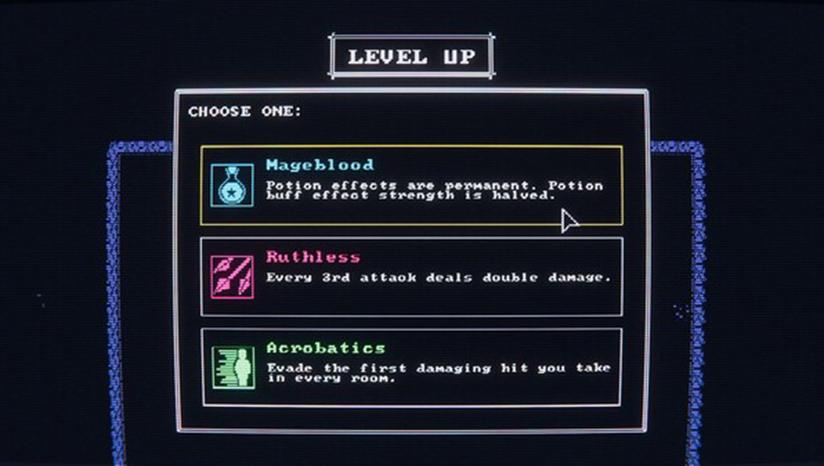 LEVEL UP
CHOOSE ONE:
Mageblood
Potion effects are permanent. Potion
buff effect strength is halved.
Ruthless
Every 3rd attack deals double damage.
Acrobatics
Evade the first damaging hit you take
in every room.